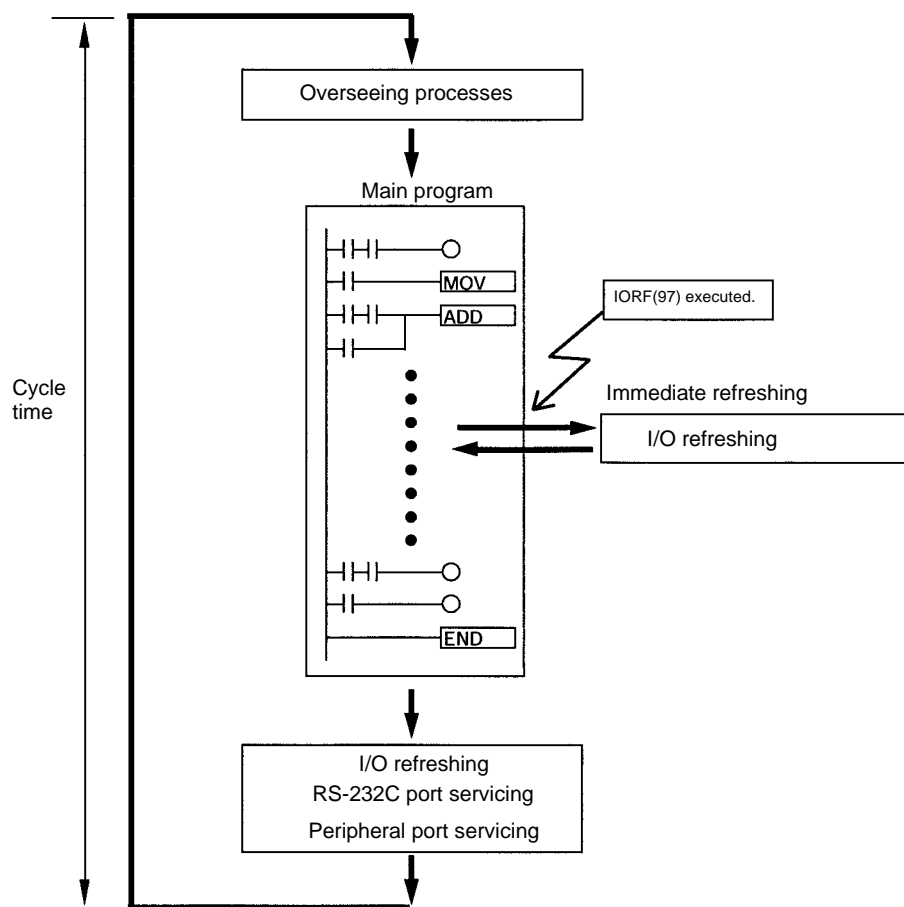 Overseeing processes
Main program
MOV
ADD
IORF(97) executed.
Cycle
time
Immediate refreshing
I/O refreshing
END
I/O refreshing
RS-232C port servicing
Peripheral port servicing